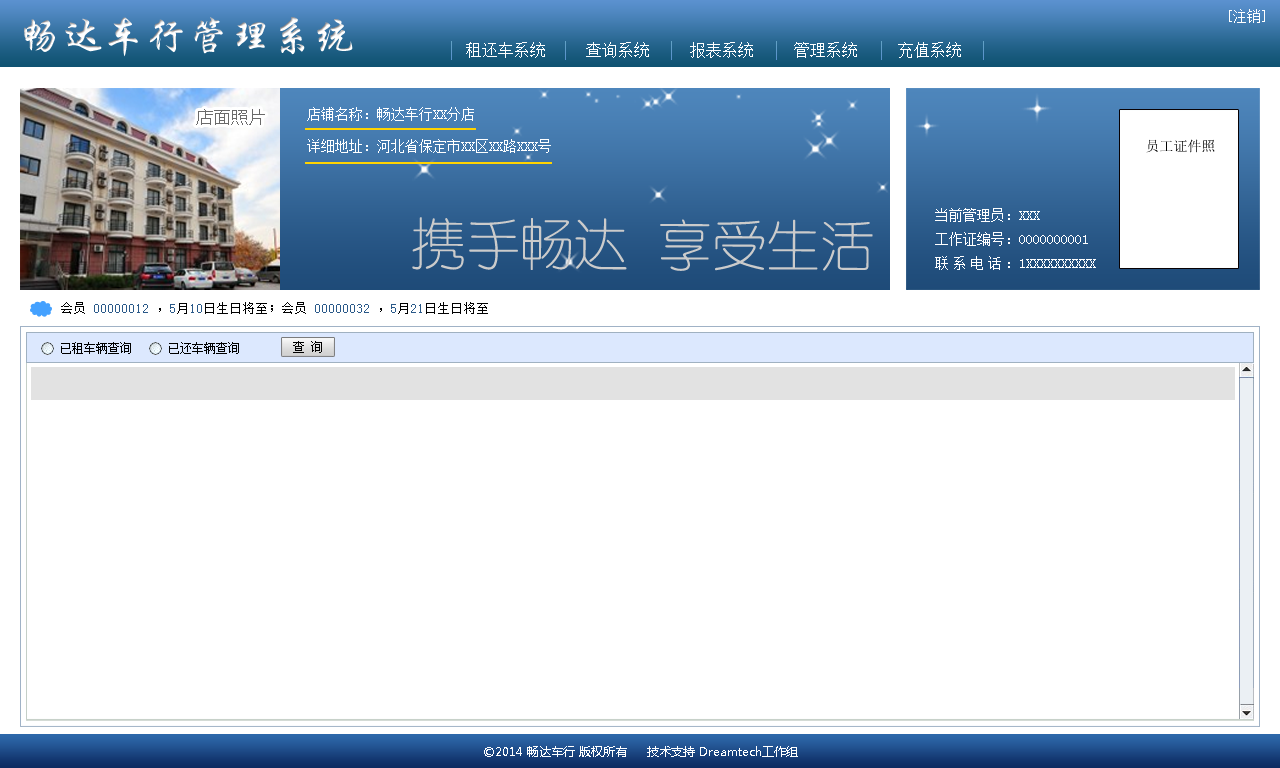 [注销]
畅达车行管理系统
租还车系统 查询系统 报表系统 管理系统 充值系统
店面照片
店铺名称：畅达车行XX分店
详细地址：河北省保定市XX区XX路XXX号
携手畅达 享受生活
员工证件照
当前管理员：XXX
工作证编号：0000000001
联系电话：1XXXXXXXXX
会员 00000012 ，5月10日生日将至；会员 00000032 ，5月21日生日将至
已租车辆查询 已还车辆查询 查 询
©2014 畅达车行 版权所有 技术支持 Dreamtech工作组